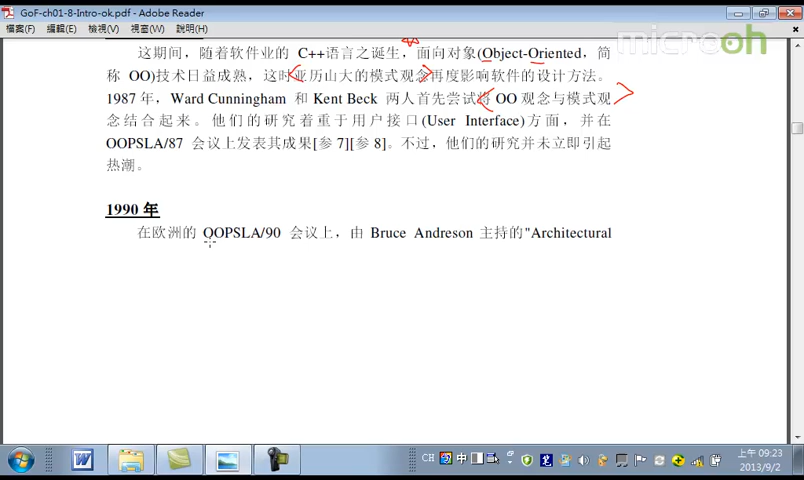 GoF-ch01-8-Intro-ok.pdf - Adobe Reader
檔案(F) 編輯(E) 檢視(V) 視窗(W) 說明(H)
microoh
这期间，随着软件业的 C++语言之诞生，面向对象(Object-Oriented，简
称 OO)技术日益成熟，这时亚历山大的模式观念再度影响软件的设计方法。
1987 年，Ward Cunningham 和 Kent Beck 两人首先尝试将 OO 观念与模式观
念结合起来。他们的研究着重于用户接口(User Interface)方面，并在
OOPSLA/87 会议上发表其成果[参 7][参 8]。不过，他们的研究并未立即引起
热潮。
1990 年
在欧洲的 OOPSLA/90 会议上，由 Bruce Andreson 主持的"Architectural
CH 中
上午 09:23
2013/9/2